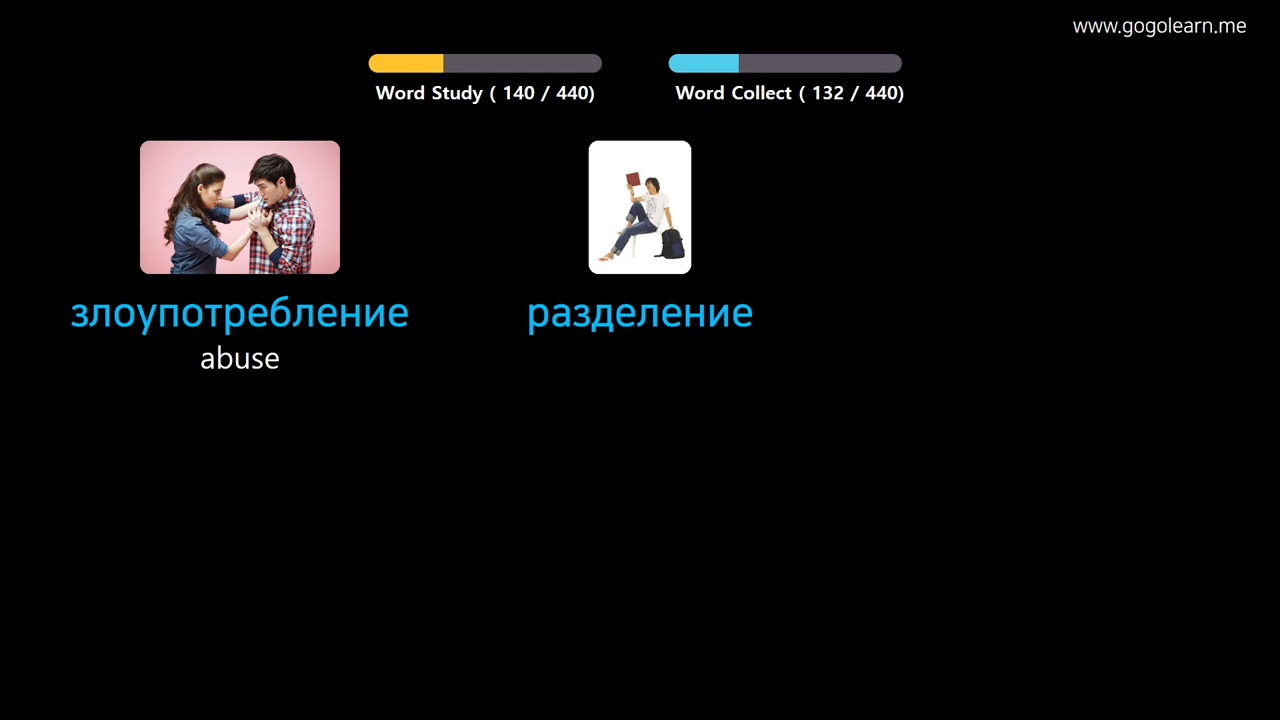 www.gogolearn.me
Word Study ( 140 / 440)
Word Collect ( 132 / 440)
злоупотребление
разделение
abuse